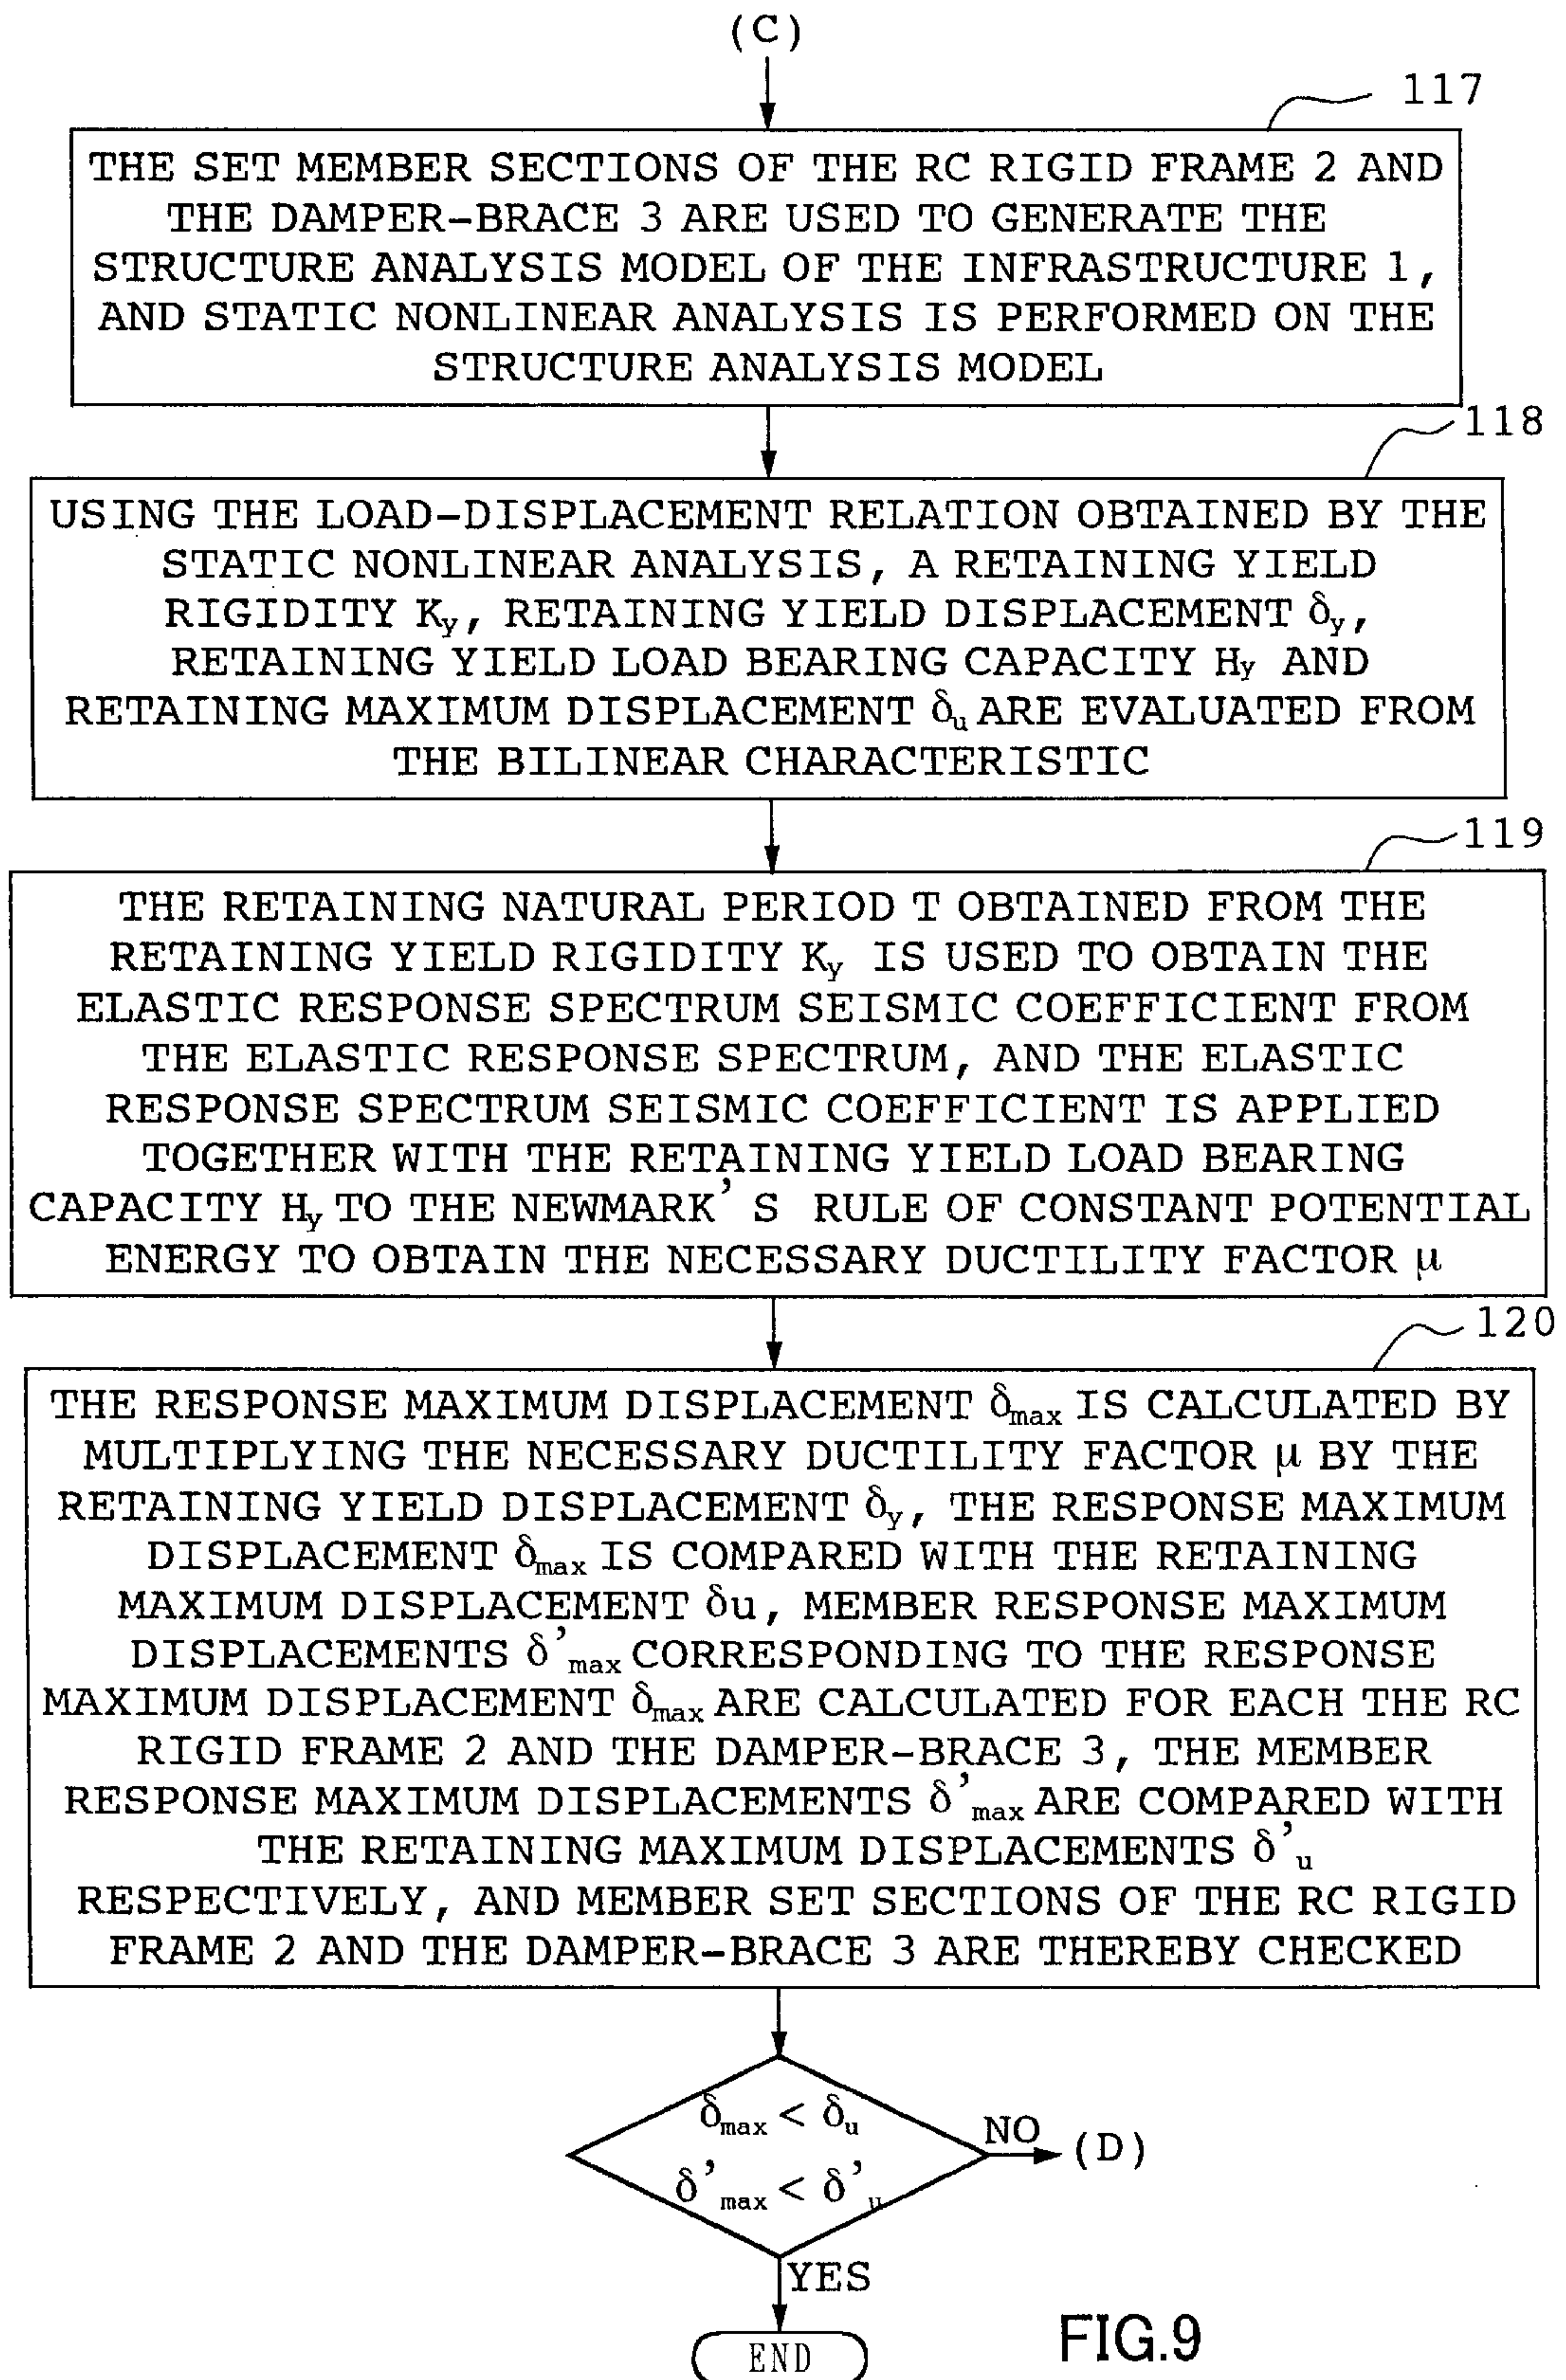 (C)
117
THE SET MEMBER SECTIONS OF THE RC RIGID FRAME 2 AND
THE DAMPER-BRACE 3 ARE USED TO GENERATE THE
STRUCTURE ANALYSIS MODEL OF THE INFRASTRUCTURE 1,
AND STATIC NONLINEAR ANALYSIS IS PERFORMED ON THE
STRUCTURE ANALYSIS MODEL
118
USING THE LOAD-DISPLACEMENT RELATION OBTAINED BY THE
STATIC NONLINEAR ANALYSIS, A RETAINING YIELD
RIGIDITY Ky, RETAINING YIELD DISPLACEMENT δy,
RETAINING YIELD LOAD BEARING CAPACITY Hy AND
RETAINING MAXIMUM DISPLACEMENT δu ARE EVALUATED FROM
THE BILINEAR CHARACTERISTIC
119
THE RETAINING NATURAL PERIOD T OBTAINED FROM THE
RETAINING YIELD RIGIDITY Ky IS USED TO OBTAIN THE
ELASTIC RESPONSE SPECTRUM SEISMIC COEFFICIENT FROM
THE ELASTIC RESPONSE SPECTRUM, AND THE ELASTIC
RESPONSE SPECTRUM SEISMIC COEFFICIENT IS APPLIED
TOGETHER WITH THE RETAINING YIELD LOAD BEARING
CAPACITY Hy TO THE NEWMARK'S RULE OF CONSTANT POTENTIAL
ENERGY TO OBTAIN THE NECESSARY DUCTILITY FACTOR μ
120
THE RESPONSE MAXIMUM DISPLACEMENT δmax IS CALCULATED BY
MULTIPLYING THE NECESSARY DUCTILITY FACTOR μ BY THE
RETAINING YIELD DISPLACEMENT δy, THE RESPONSE MAXIMUM
DISPLACEMENT δmax IS COMPARED WITH THE RETAINING
MAXIMUM DISPLACEMENT δu, MEMBER RESPONSE MAXIMUM
DISPLACEMENTS δ'max CORRESPONDING TO THE RESPONSE
MAXIMUM DISPLACEMENT δmax ARE CALCULATED FOR EACH THE RC
RIGID FRAME 2 AND THE DAMPER-BRACE 3, THE MEMBER
RESPONSE MAXIMUM DISPLACEMENTS δ'max ARE COMPARED WITH
THE RETAINING MAXIMUM DISPLACEMENTS δ'u
RESPECTIVELY, AND MEMBER SET SECTIONS OF THE RC RIGID
FRAME 2 AND THE DAMPER-BRACE 3 ARE THEREBY CHECKED
δmax < δu
δ'max < δ'u
NO
(D)
YES
END
FIG.9